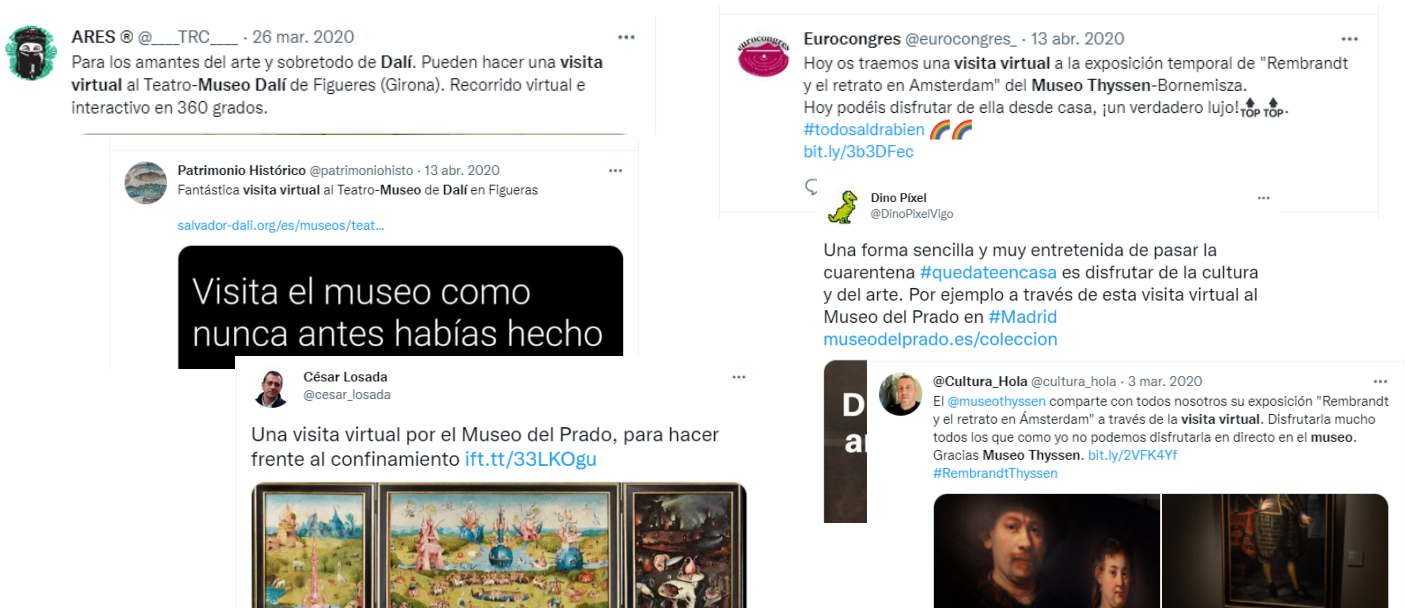 ARES ® @____TRC____ · 26 mar. 2020
Para los amantes del arte y sobretodo de Dalí. Pueden hacer una visita
virtual al Teatro-Museo Dalí de Figueres (Girona). Recorrido virtual e
interactivo en 360 grados.
Patrimonio Histórico @patrimoniohisto · 13 abr. 2020
Fantástica visita virtual al Teatro-Museo de Dalí en Figueras
salvador-dali.org/es/museos/teat...
Visita el museo como
nunca antes habías hecho
César Losada
@cesar_losada
Una visita virtual por el Museo del Prado, para hacer
frente al confinamiento ift.tt/33LKOgu
eurocongres
Eurocongres @eurocongres_ · 13 abr. 2020
Hoy os traemos una visita virtual a la exposición temporal de "Rembrandt
y el retrato en Amsterdam" del Museo Thyssen-Bornemisza.
Hoy podéis disfrutar de ella desde casa, ¡un verdadero lujo!🔝🔝.
#todosaldrabien 🌈🌈
bit.ly/3b3DFec
Dino Píxel
@DinoPixelVigo
Una forma sencilla y muy entretenida de pasar la
cuarentena #quedateencasa es disfrutar de la cultura
y del arte. Por ejemplo a través de esta visita virtual al
Museo del Prado en #Madrid
museodelprado.es/coleccion
D
a
@Cultura_Hola @cultura_hola · 3 mar. 2020
El @museothyssen comparte con todos nosotros su exposición "Rembrandt
y el retrato en Ámsterdam" a través de la visita virtual. Disfrutarla mucho
todos los que como yo no podemos disfrutarla en directo en el museo.
Gracias Museo Thyssen. bit.ly/2VFK4Yf
#RembrandtThyssen